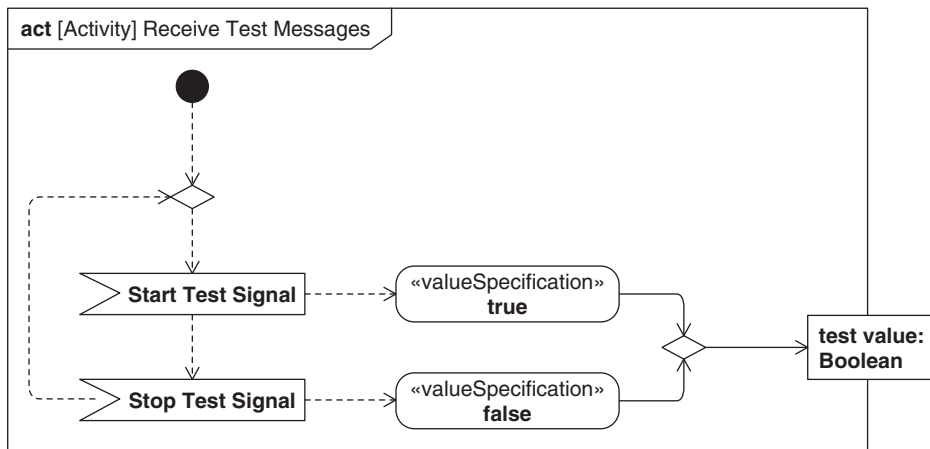 act [Activity] Receive Test Messages
Start Test Signal
«valueSpecification»
true
test value:
Boolean
Stop Test Signal
«valueSpecification»
false